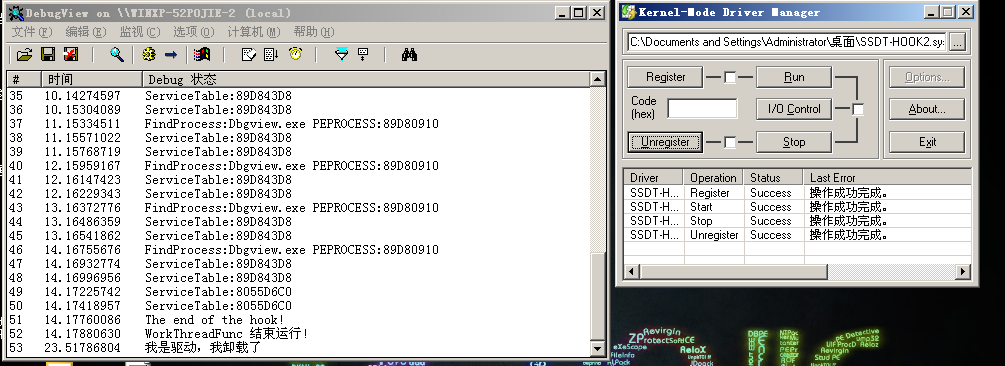 DebugView on \\WINXP-52POJIE-2 (local)
文件(F) 编辑(E) 监视(C) 选项(O) 计算机(M) 帮助(H)
# 时间 Debug 状态
35 10.14274597 ServiceTable:89D843D8
36 10.15304089 ServiceTable:89D843D8
37 11.15334511 FindProcess:Dbgview.exe PEPROCESS:89D80910
38 11.15571022 ServiceTable:89D843D8
39 11.15768719 ServiceTable:89D843D8
40 12.15959167 FindProcess:Dbgview.exe PEPROCESS:89D80910
41 12.16147423 ServiceTable:89D843D8
42 12.16229343 ServiceTable:89D843D8
43 13.16372776 FindProcess:Dbgview.exe PEPROCESS:89D80910
44 13.16486359 ServiceTable:89D843D8
45 13.16541862 ServiceTable:89D843D8
46 14.16755676 FindProcess:Dbgview.exe PEPROCESS:89D80910
47 14.16932774 ServiceTable:89D843D8
48 14.16996956 ServiceTable:89D843D8
49 14.17225742 ServiceTable:8055D6C0
50 14.17418957 ServiceTable:8055D6C0
51 14.17760086 The end of the hook!
52 14.17880630 WorkThreadFunc 结束运行!
53 23.51786804 我是驱动，我卸载了
Kernel-Mode Driver Manager
C:\Documents and Settings\Administrator\桌面\SSDT-HOOK2.sy ...
Register Run Options...
Code (hex) I/O Control About...
Unregister Stop Exit
Driver Operation Status Last Error
SSDT-H... Register Success 操作成功完成。
SSDT-H... Start Success 操作成功完成。
SSDT-H... Stop Success 操作成功完成。
SSDT-H... Unregister Success 操作成功完成。
Aevirgin
ZProtectSoftICE
eXeScope ReloX
FileInfo
DBPE
PE Detective
Ump32
UIF ProcD Reloz
Aevirgin
Stud PE